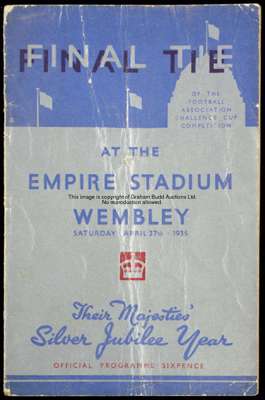 FINAL TIE
OF THE
FOOTBALL
ASSOCIATION
CHALLENGE CUP
COMPETITION
AT THE
EMPIRE STADIUM
This image is copyright of Graham Budd Auctions Ltd.
No reproduction allowed.
WEMBLEY
SATURDAY APRIL 27th - 1935
Their Majesties'
Silver Jubilee Year
OFFICIAL PROGRAMME SIXPENCE